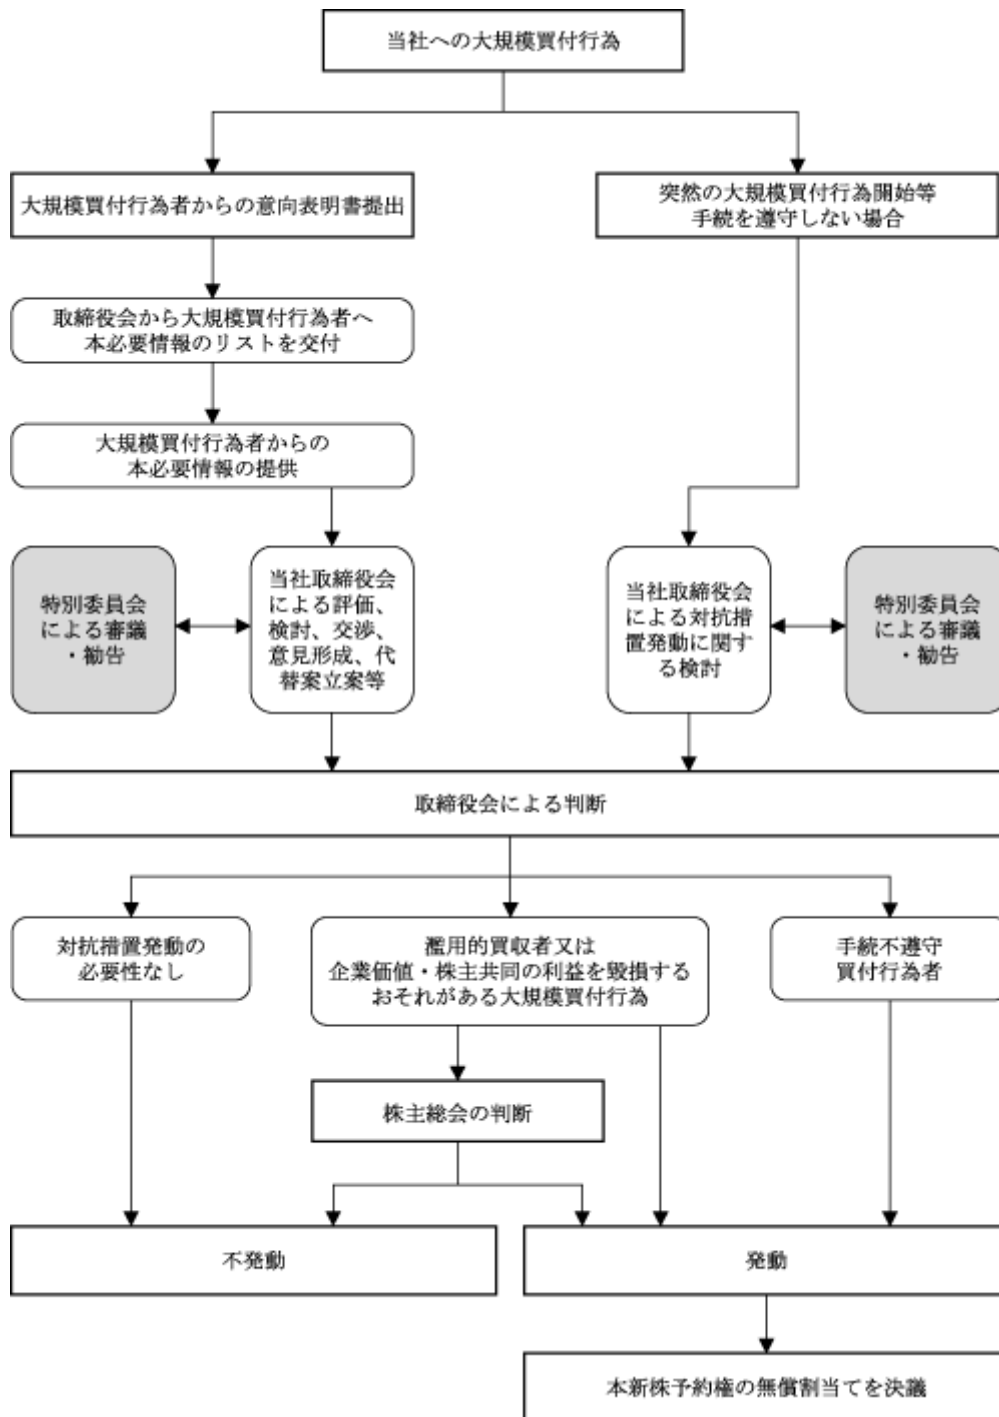 当社への大規模買付行為
大規模買付行為者からの意向表明書提出
突然の大規模買付行為開始等
手続を遵守しない場合
取締役会から大規模買付行為者へ
本必要情報のリストを交付
大規模買付行為者からの
本必要情報の提供
特別委員会
による審議
・勧告
当社取締役会
による評価、
検討、交渉、
意見形成、代
替案立案等
当社取締役会
による対抗措
置発動に関す
る検討
特別委員会
による審議
・勧告
取締役会による判断
対抗措置発動の
必要性なし
濫用的買収者又は
企業価値・株主共同の利益を毀損する
おそれがある大規模買付行為
手続不遵守
買付行為者
株主総会の判断
不発動
発動
本新株予約権の無償割当てを決議